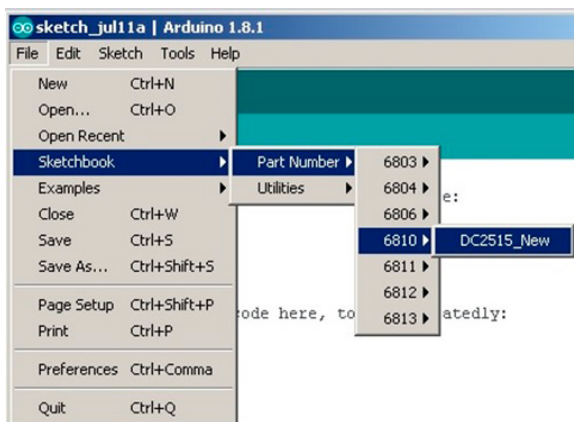 sketch_jul11a | Arduino 1.8.1
File Edit Sketch Tools Help
New Ctrl+N
Open... Ctrl+O
Open Recent
Sketchbook
Examples
Close Ctrl+W
Save Ctrl+S
Save As... Ctrl+Shift+S
Page Setup Ctrl+Shift+P
Print Ctrl+P
Preferences Ctrl+Comma
Quit Ctrl+Q
Part Number
Utilities
6803
6804
6806
6810
6811
6812
6813
DC2515_New
e:
ode here, to atedly: